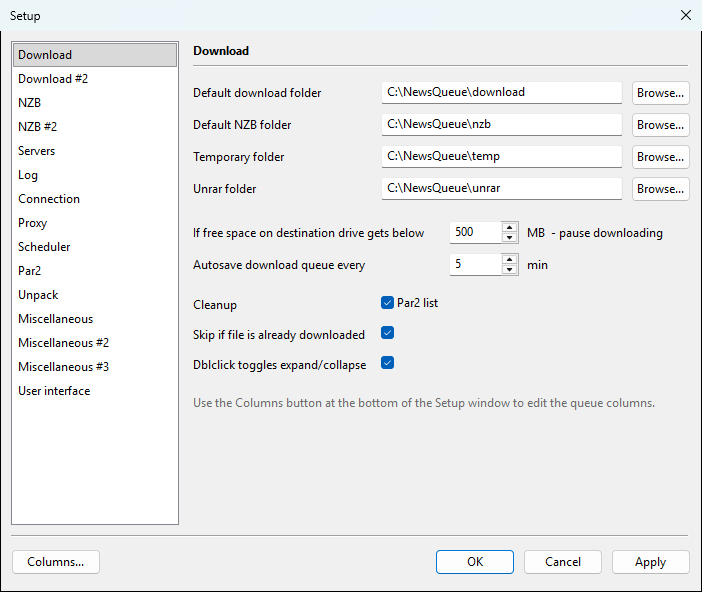 Setup
Download
Download #2
NZB
NZB #2
Servers
Log
Connection
Proxy
Scheduler
Par2
Unpack
Miscellaneous
Miscellaneous #2
Miscellaneous #3
User interface
Download
Default download folder C:\NewsQueue\download Browse...
Default NZB folder C:\NewsQueue\nzb Browse...
Temporary folder C:\NewsQueue\temp Browse...
Unrar folder C:\NewsQueue\unrar Browse...
If free space on destination drive gets below 500 MB - pause downloading
Autosave download queue every 5 min
Cleanup Par2 list
Skip if file is already downloaded
Dblclick toggles expand/collapse
Use the Columns button at the bottom of the Setup window to edit the queue columns.
Columns... OK Cancel Apply